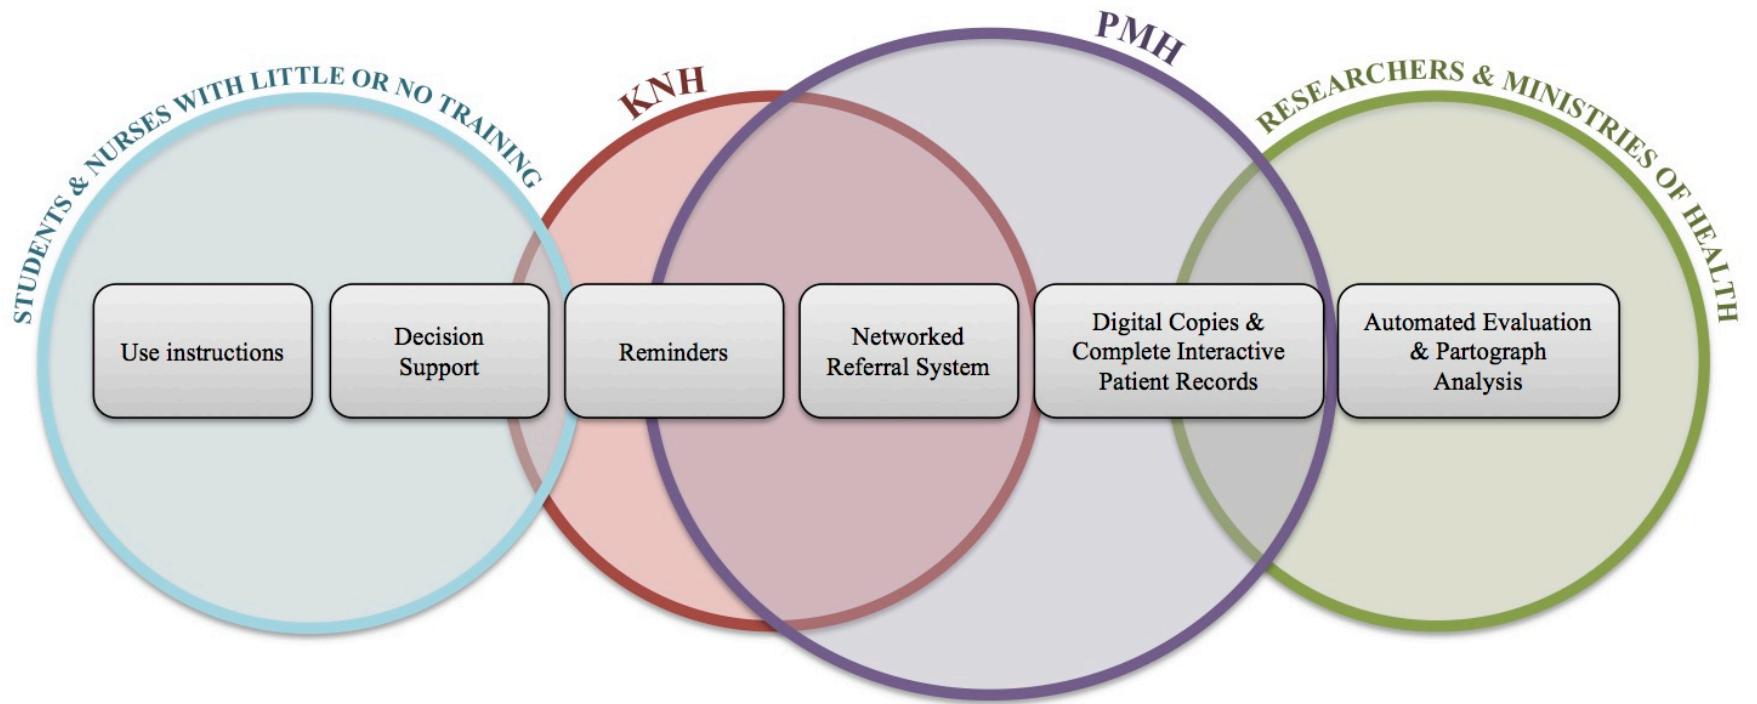 STUDENTS & NURSES WITH LITTLE OR NO TRAINING
KNH
PMH
RESEARCHERS & MINISTRIES OF HEALTH
Use instructions
Decision
Support
Reminders
Networked
Referral System
Digital Copies &
Complete Interactive
Patient Records
Automated Evaluation
& Partograph
Analysis